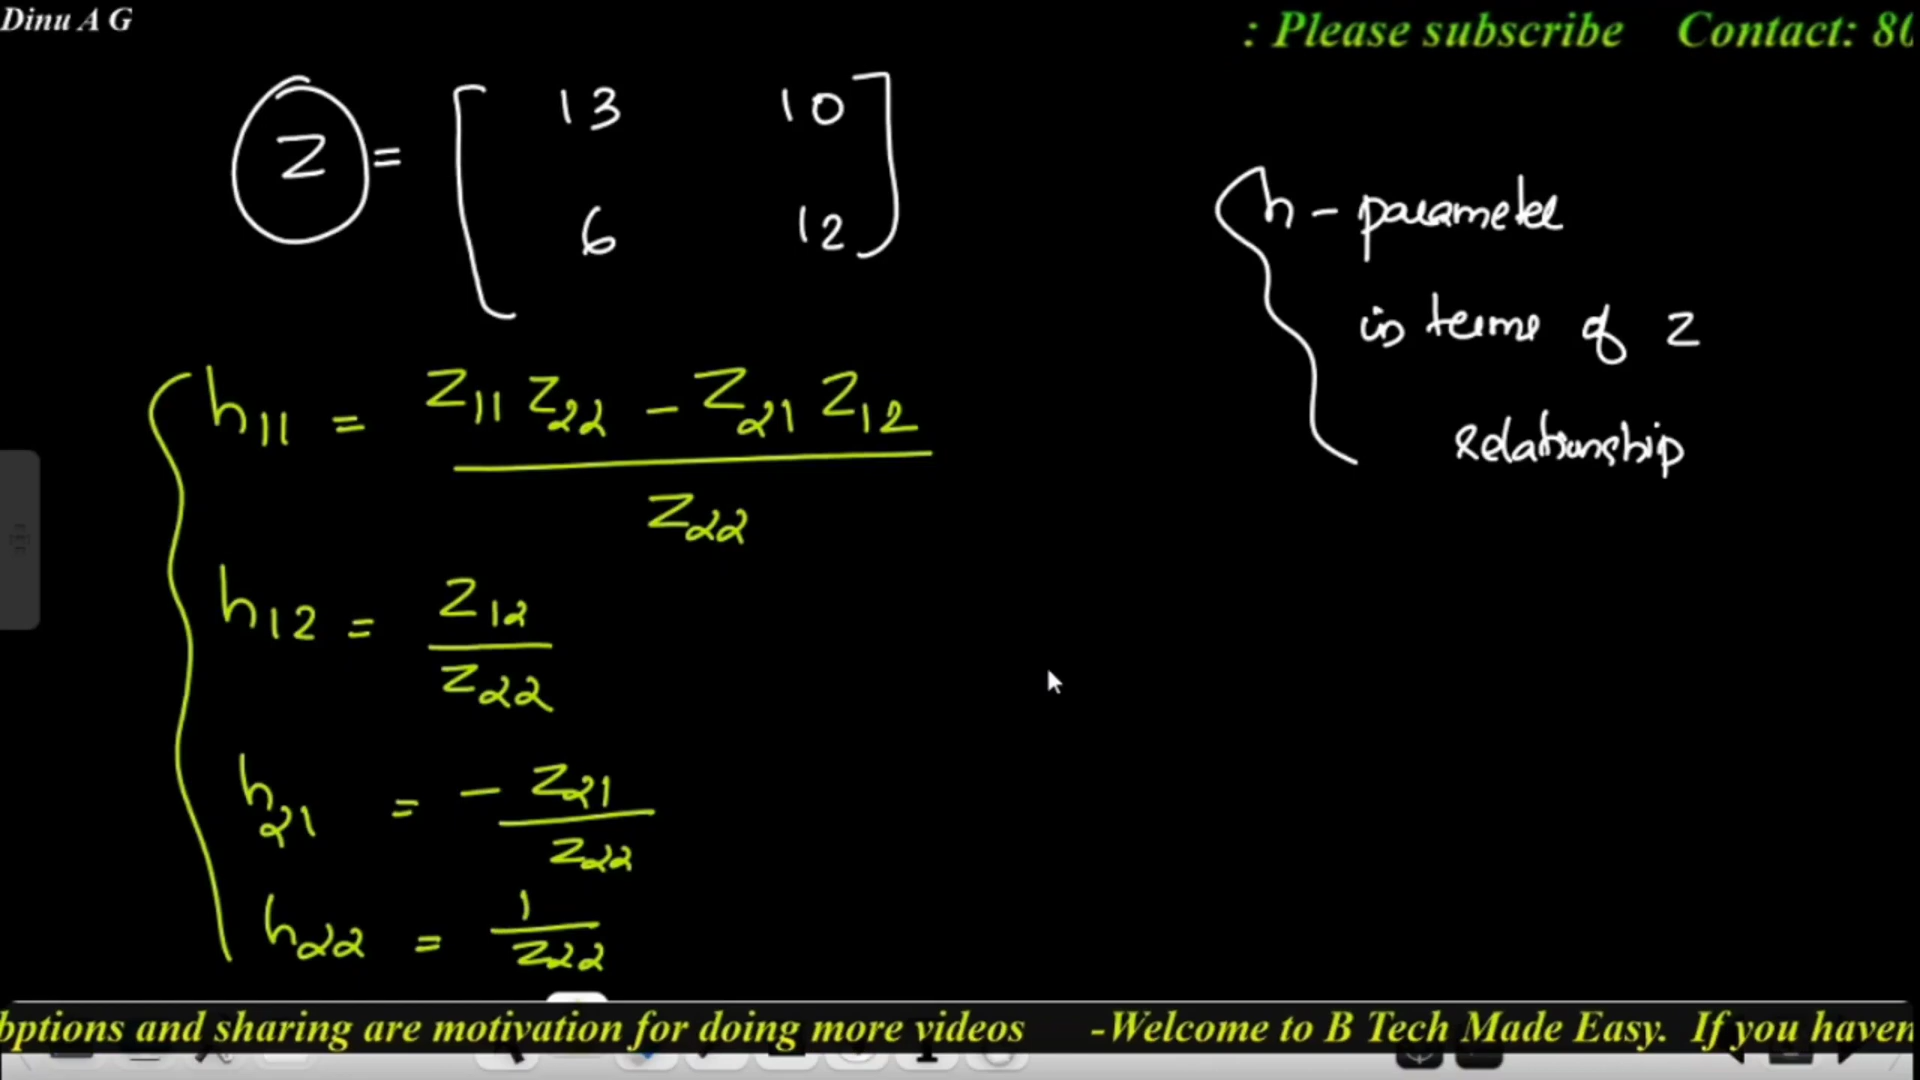 Dinu A G
: Please subscribe Contact: 80
Z = [ 13 10
6 12 ]
h - parameter
in terms of Z
relationship
h11 = Z11 Z22 - Z21 Z12
Z22
h12 = Z12
Z22
h21 = - Z21
Z22
h22 = 1
Z22
bptions and sharing are motivation for doing more videos -Welcome to B Tech Made Easy. If you haven